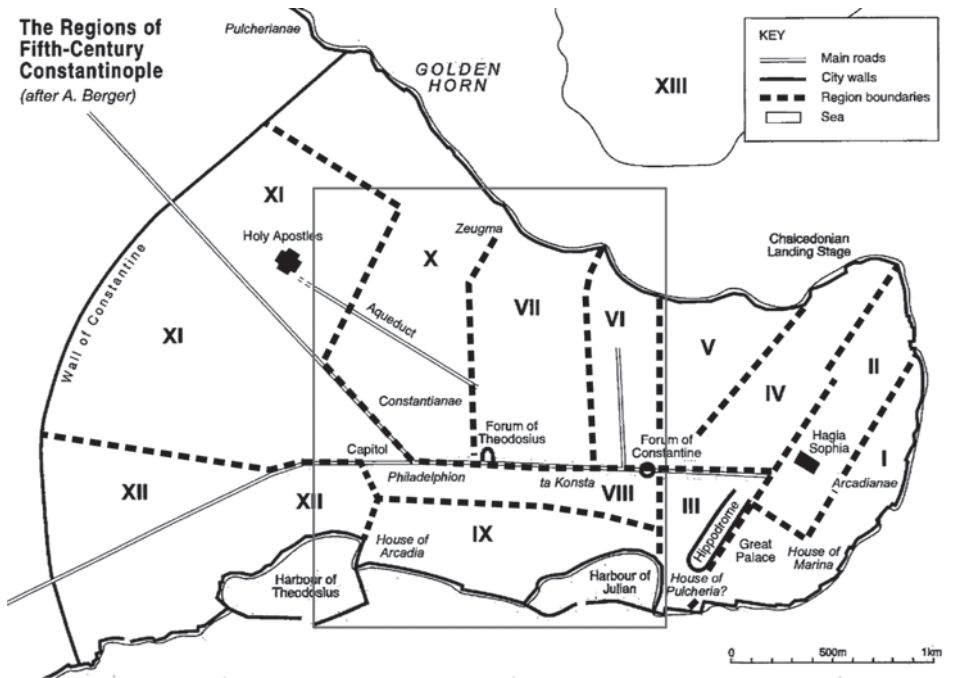 The Regions of
Fifth-Century
Constantinople
(after A. Berger)
Pulcherianae
GOLDEN
HORN
XIII
KEY
Main roads
City walls
Region boundaries
Sea
XI
Holy Apostles
Zeugma
X
Chalcedonian
Landing Stage
Wall of Constantine
XI
Aqueduct
VII
VI
V
IV
II
Constantianae
Forum of
Theodosius
Forum of
Constantine
Hagia
Sophia
I
Arcadianae
Capitol
Philadelphion
ta Konsta
VIII
III
XII
XII
House of
Arcadia
IX
Hippodrome
Great
Palace
House of
Marina
Harbour of
Theodosius
Harbour of
Julian
House of
Pulcheria?
0
500m
1km